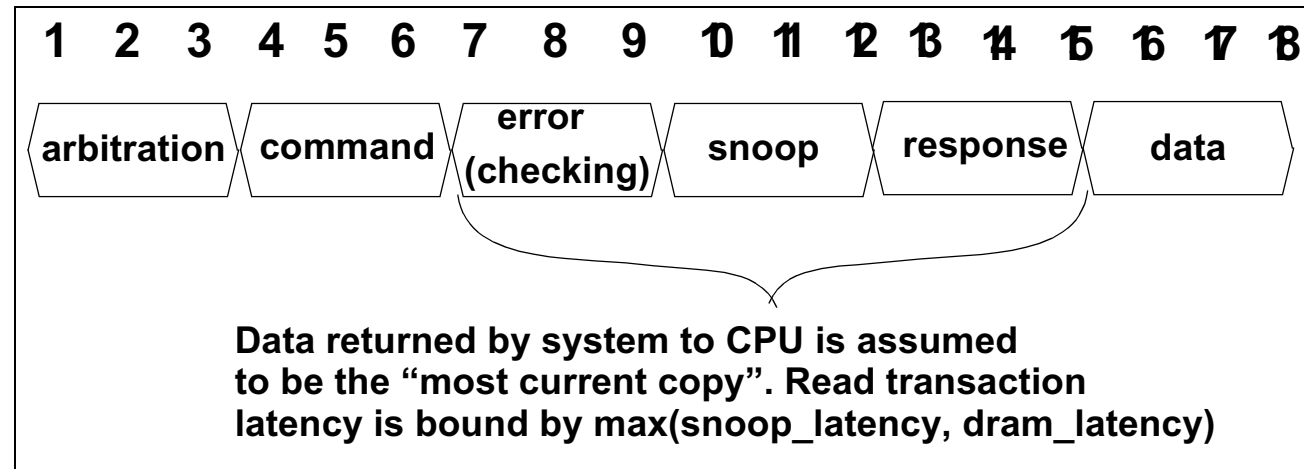 1 2 3 4 5 6 7 8 9 10 11 12 13 14 15 16 17 18
arbitration command error (checking) snoop response data
Data returned by system to CPU is assumed
to be the “most current copy”. Read transaction
latency is bound by max(snoop_latency, dram_latency)